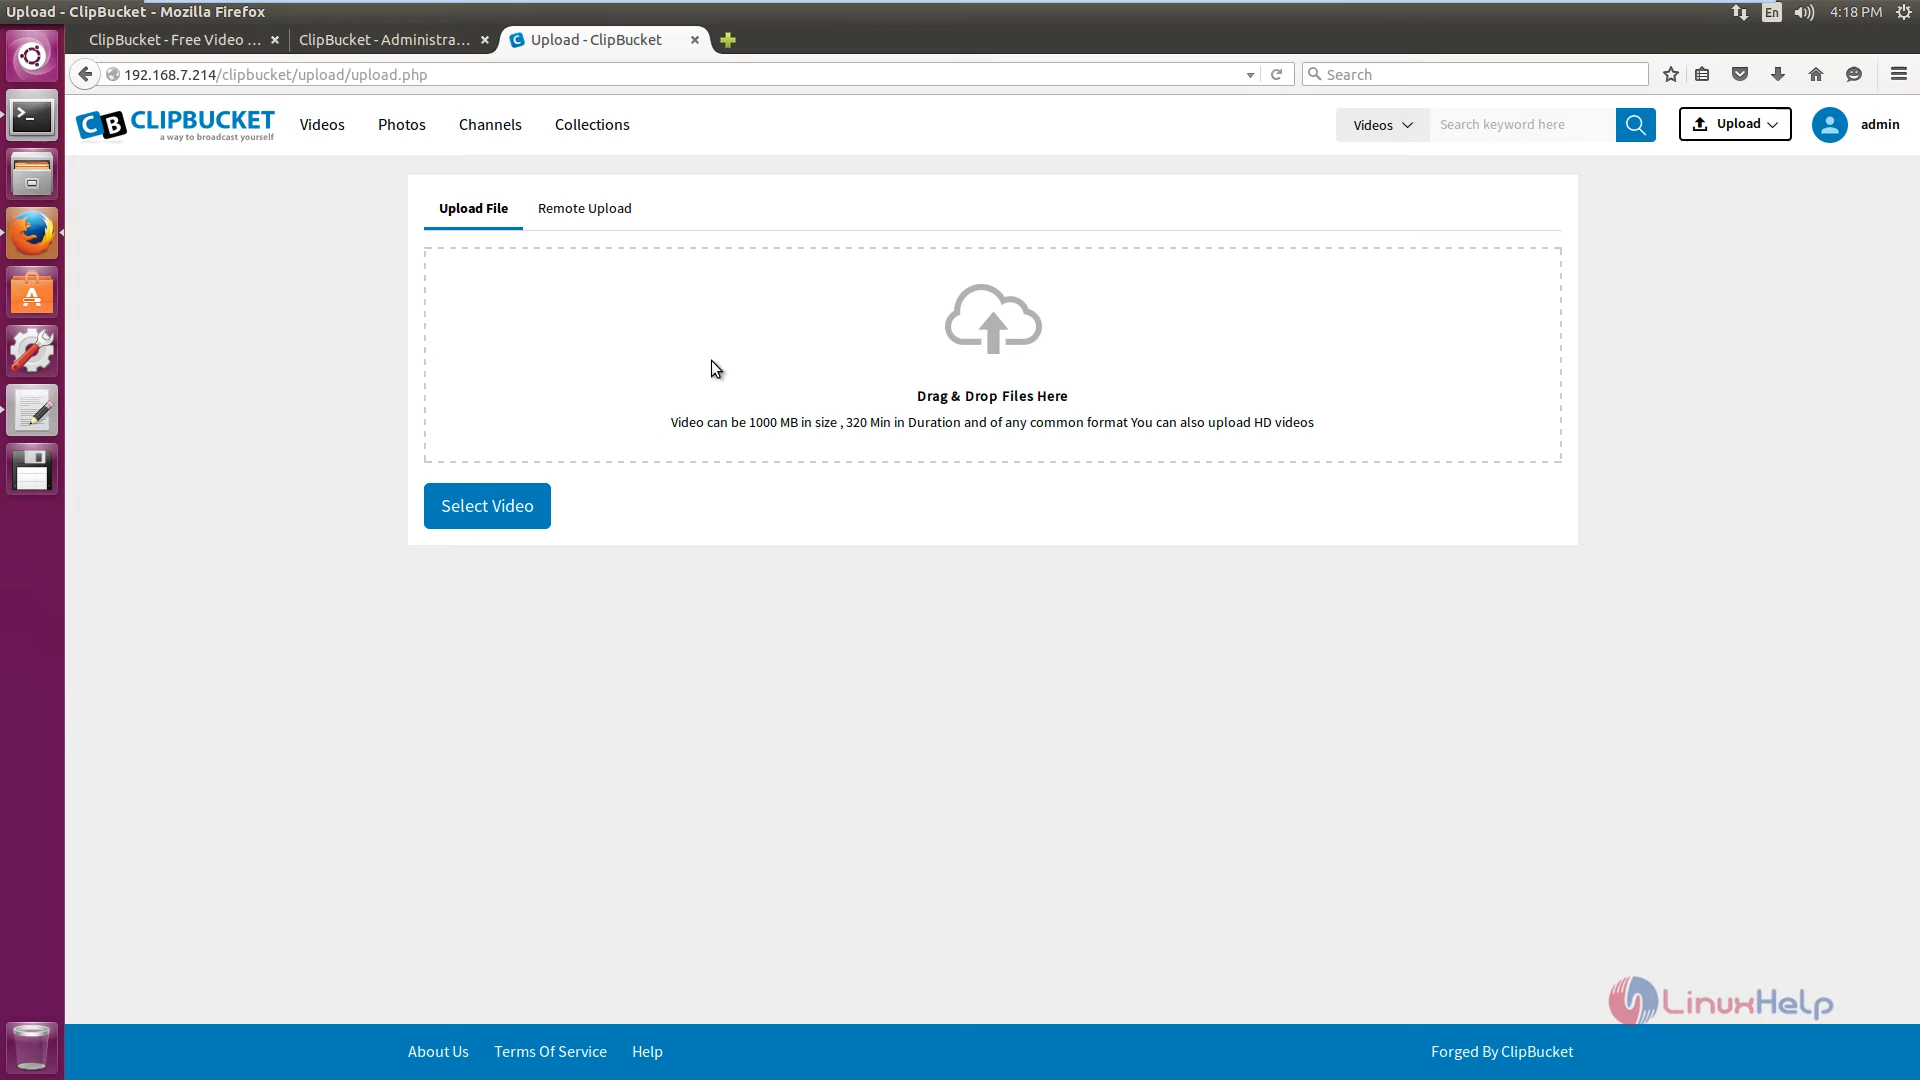 Upload - ClipBucket - Mozilla Firefox
En
4:18 PM
ClipBucket - Free Video ...
ClipBucket - Administra...
Upload - ClipBucket
192.168.7.214/clipbucket/upload/upload.php
Search
CB CLIPBUCKET
a way to broadcast yourself
Videos
Photos
Channels
Collections
Videos
Search keyword here
Upload
admin
Upload File
Remote Upload
Drag & Drop Files Here
Video can be 1000 MB in size , 320 Min in Duration and of any common format You can also upload HD videos
Select Video
LinuxHelp
About Us
Terms Of Service
Help
Forged By ClipBucket